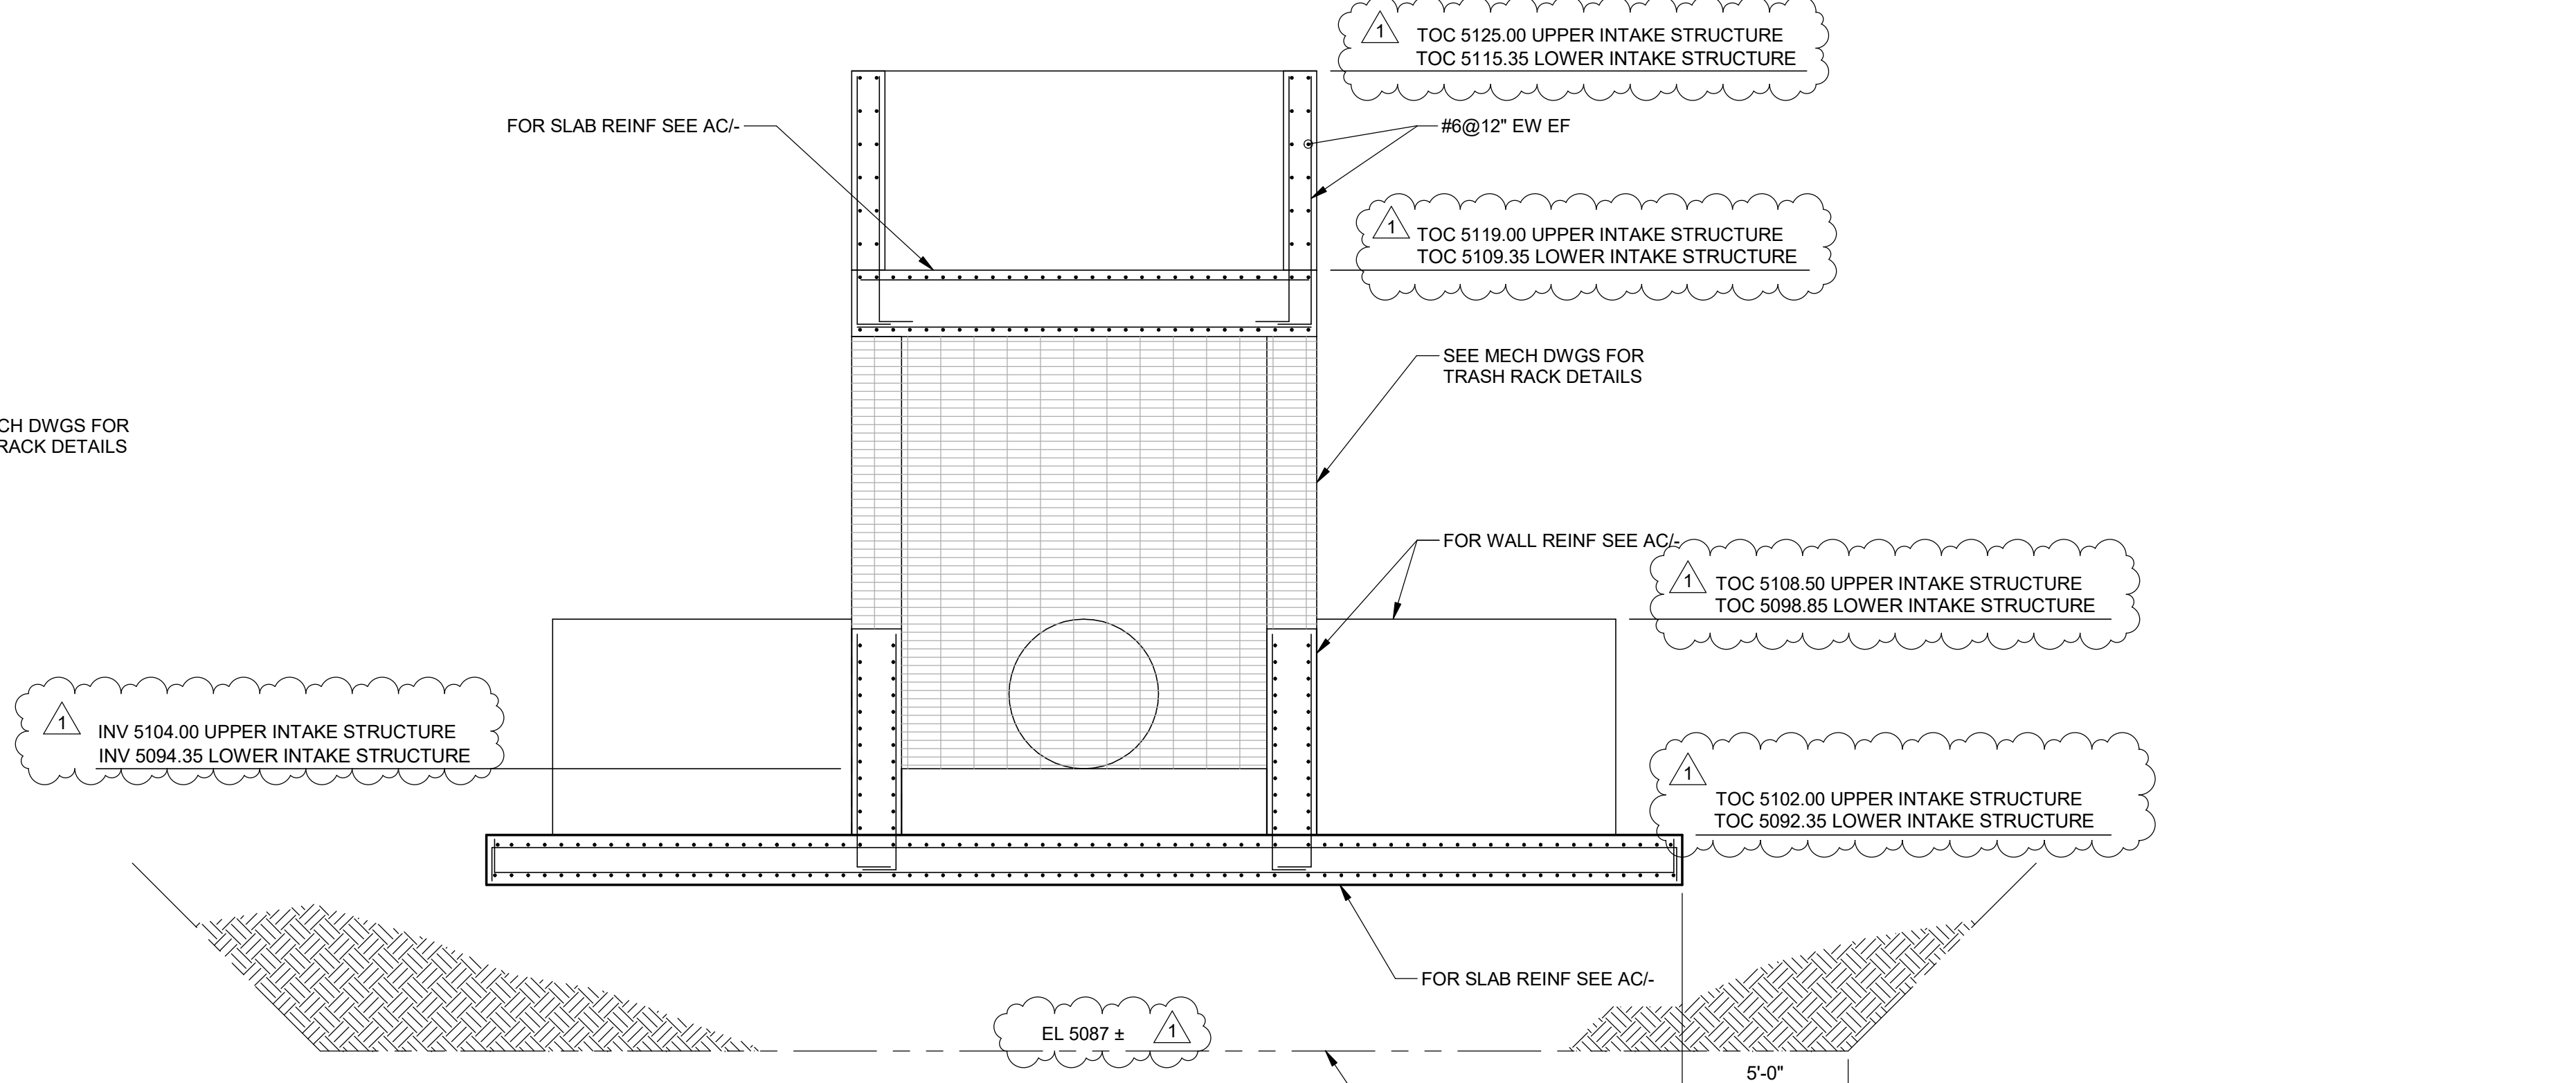 1
TOC 5125.00 UPPER INTAKE STRUCTURE
TOC 5115.35 LOWER INTAKE STRUCTURE
FOR SLAB REINF SEE AC/-
#6@12" EW EF
1
TOC 5119.00 UPPER INTAKE STRUCTURE
TOC 5109.35 LOWER INTAKE STRUCTURE
SEE MECH DWGS FOR
TRASH RACK DETAILS
CH DWGS FOR
RACK DETAILS
FOR WALL REINF SEE AC/-
1
TOC 5108.50 UPPER INTAKE STRUCTURE
TOC 5098.85 LOWER INTAKE STRUCTURE
1
INV 5104.00 UPPER INTAKE STRUCTURE
INV 5094.35 LOWER INTAKE STRUCTURE
1
TOC 5102.00 UPPER INTAKE STRUCTURE
TOC 5092.35 LOWER INTAKE STRUCTURE
FOR SLAB REINF SEE AC/-
EL 5087 ± 1
5'-0"